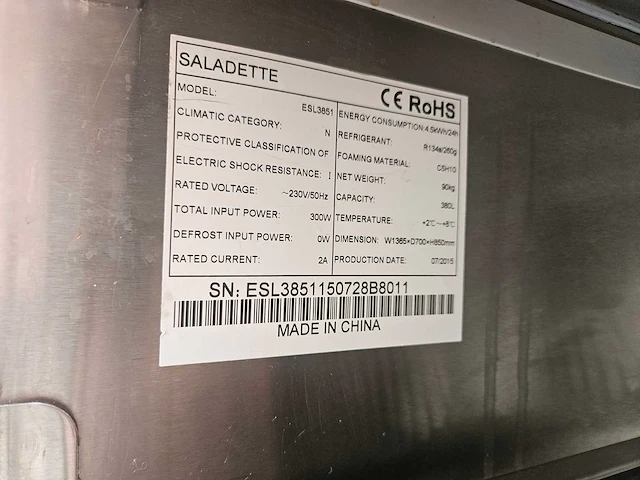 SALADETTE
CE RoHS
MODEL: ESL3851
CLIMATIC CATEGORY: N
PROTECTIVE CLASSIFICATION OF
ELECTRIC SHOCK RESISTANCE: I
RATED VOLTAGE: ~230V/50Hz
TOTAL INPUT POWER: 300W
DEFROST INPUT POWER: 0W
RATED CURRENT: 2A
ENERGY CONSUMPTION: 4.5kWh/24h
REFRIGERANT: R134a/260g
FOAMING MATERIAL: C5H10
NET WEIGHT: 90kg
CAPACITY: 380L
TEMPERATURE: +2℃~+8℃
DIMENSION: W1365×D700×H850mm
PRODUCTION DATE: 07/2015
SN: ESL3851150728B8011
MADE IN CHINA